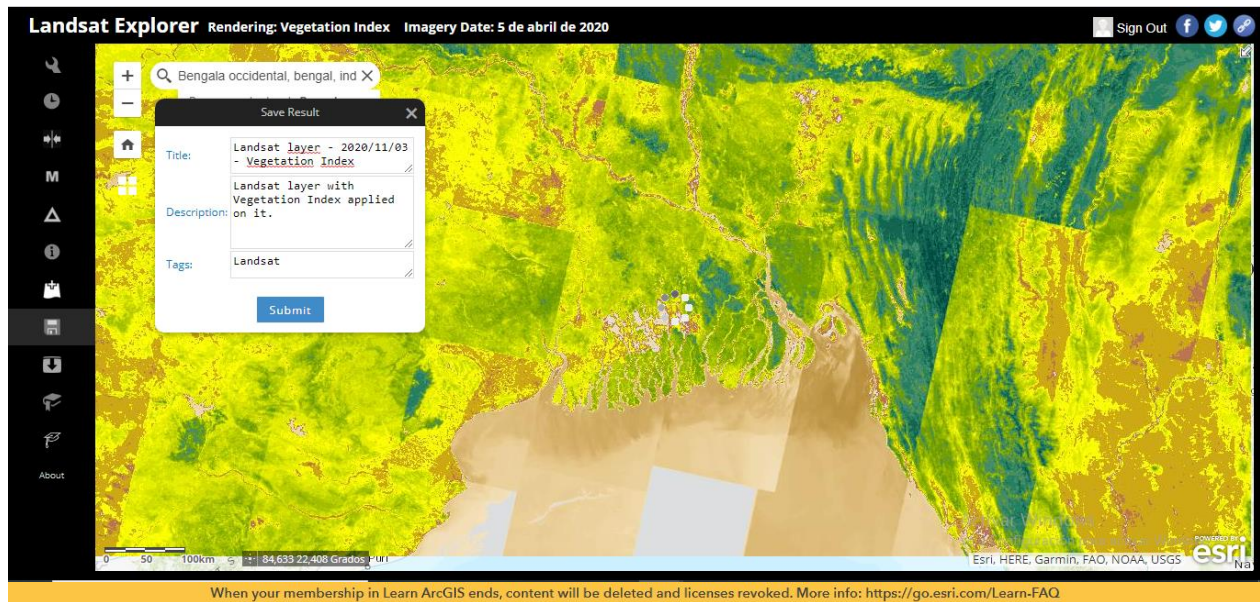 Landsat Explorer Rendering: Vegetation Index Imagery Date: 5 de abril de 2020
Sign Out
Bengala occidental, bengal, ind
Save Result
Title:
Landsat layer - 2020/11/03
- Vegetation Index
Description:
Landsat layer with
Vegetation Index applied
on it.
Tags:
Landsat
Submit
M
About
0 50 100km
84,633 22,408 Grados
Puri
Esri, HERE, Garmin, FAO, NOAA, USGS
POWERED BY
esri
Na
When your membership in Learn ArcGIS ends, content will be deleted and licenses revoked. More info: https://go.esri.com/Learn-FAQ